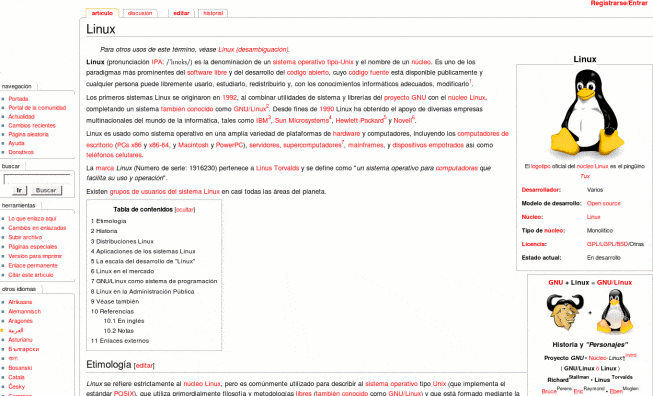 Registrarse/Entrar
artículo discusión editar historial
Linux
Para otros usos de este término, véase Linux (desambiguación).
Linux (pronunciación IPA: /ˈlɪnʊks/) es la denominación de un sistema operativo tipo-Unix y el nombre de un núcleo. Es uno de los
paradigmas más prominentes del software libre y del desarrollo del código abierto, cuyo código fuente está disponible públicamente y
cualquier persona puede libremente usarlo, estudiarlo, redistribuirlo y, con los conocimientos informáticos adecuados, modificarlo1.
Los primeros sistemas Linux se originaron en 1992, al combinar utilidades de sistema y librerías del proyecto GNU con el núcleo Linux,
completando un sistema también conocido como GNU/Linux2. Desde fines de 1990 Linux ha obtenido el apoyo de diversas empresas
multinacionales del mundo de la informática, tales como IBM3, Sun Microsystems4, Hewlett-Packard5 y Novell6.
Linux es usado como sistema operativo en una amplia variedad de plataformas de hardware y computadores, incluyendo los computadores de
escritorio (PCs x86 y x86-64, y Macintosh y PowerPC), servidores, supercomputadores7, mainframes, y dispositivos empotrados así como
teléfonos celulares.
La marca Linux (Número de serie: 1916230) pertenece a Linus Torvalds y se define como "un sistema operativo para computadoras que
facilita su uso y operación".
Existen grupos de usuarios del sistema Linux en casi todas las áreas del planeta.
Tabla de contenidos [ocultar]
1 Etimología
2 Historia
3 Distribuciones Linux
4 Aplicaciones de los sistemas Linux
5 La escala del desarrollo de "Linux"
6 Linux en el mercado
7 GNU/Linux como sistema de programación
8 Linux en la Administración Pública
9 Véase también
10 Referencias
10.1 En inglés
10.2 Notas
11 Enlaces externos
Etimología [editar]
Linux se refiere estrictamente al núcleo Linux, pero es comúnmente utilizado para describir al sistema operativo tipo Unix (que implementa el
estándar POSIX), que utiliza primordialmente filosofía y metodologías libres (también conocido como GNU/Linux) y que está formado mediante la
navegación
Portada
Portal de la comunidad
Actualidad
Cambios recientes
Página aleatoria
Ayuda
Donativos
buscar
Ir Buscar
herramientas
Lo que enlaza aquí
Cambios en enlazadas
Subir archivo
Páginas especiales
Versión para imprimir
Enlace permanente
Citar este artículo
otros idiomas
Afrikaans
Alemannisch
Aragonés
العربية
Asturianu
Български
বাংলা
Bosanski
Català
Česky
Linux
El logotipo oficial del núcleo Linux es el pingüino
Tux
Desarrollador: Varios
Modelo de desarrollo: Open source
Núcleo: Linux
Tipo de núcleo: Monolítico
Licencia: GPL/LGPL/BSD/Otras
Estado actual: En desarrollo
GNU + Linux = GNU/Linux
+
Historia y "Personajes"
Proyecto GNU • Núcleo Linux
( GNU/Linux ó Linux )
Richard Stallman • Linus Torvalds
Bruce Perens Eric Raymond • Eben Moglen